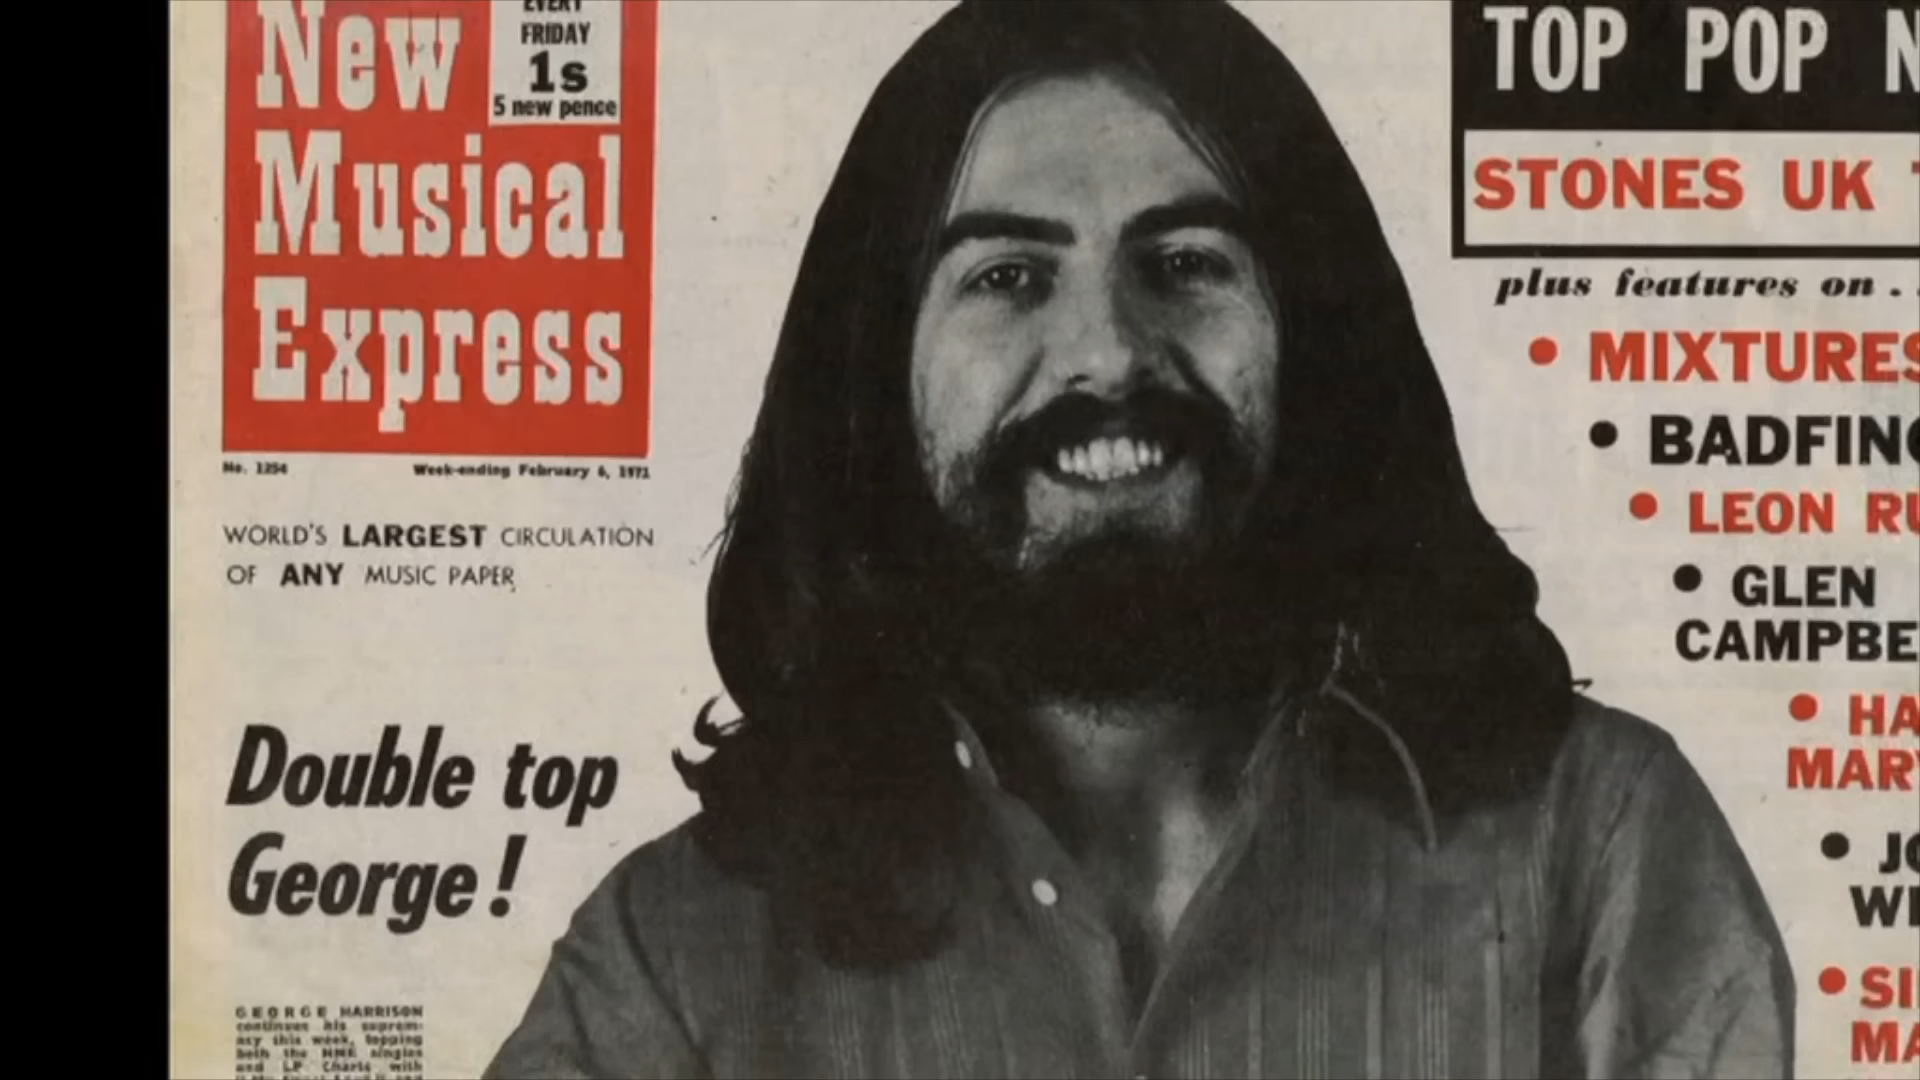 New
Musical
Express
EVERY
FRIDAY
1s
5 new pence
No. 1254
Week-ending February 6, 1971
WORLD'S LARGEST CIRCULATION
OF ANY MUSIC PAPER
Double top
George!
GEORGE HARRISON
continues his suprem-
acy this week, topping
both the NME singles
and LP Charts with
TOP POP N
STONES UK
plus features on . .
• MIXTURES
• BADFING
• LEON RU
• GLEN
CAMPBE
• HA
MARV
• JO
WI
• SI
MA